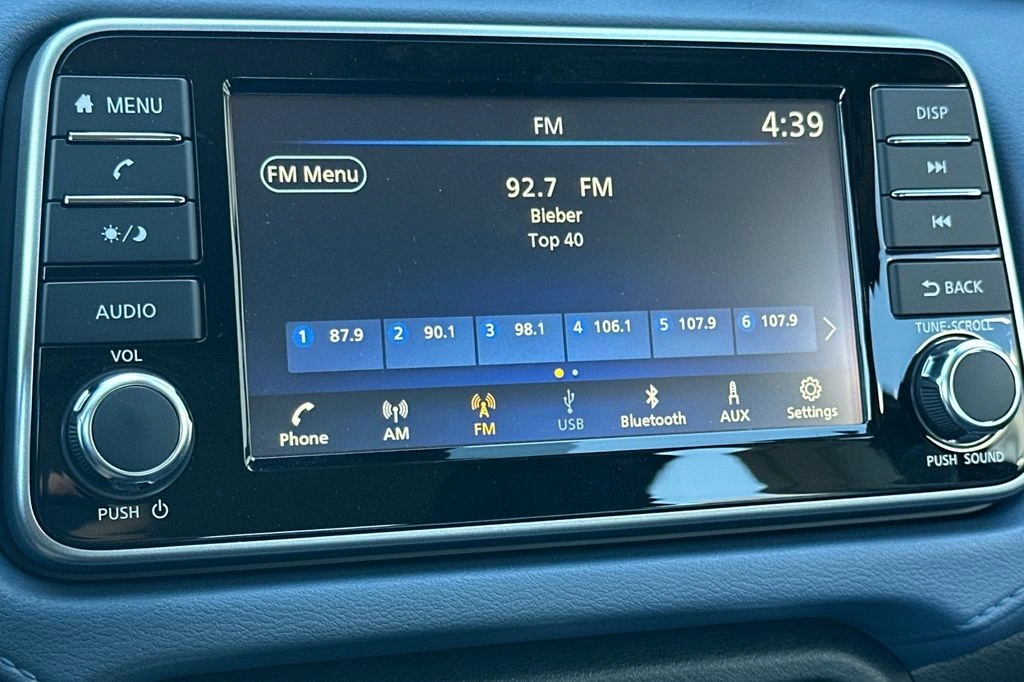 MENU
AUDIO
VOL
PUSH
FM
4:39
FM Menu
92.7 FM
Bieber
Top 40
1 87.9 2 90.1 3 98.1 4 106.1 5 107.9 6 107.9
Phone AM FM USB Bluetooth AUX Settings
DISP
BACK
TUNE·SCROLL
PUSH SOUND